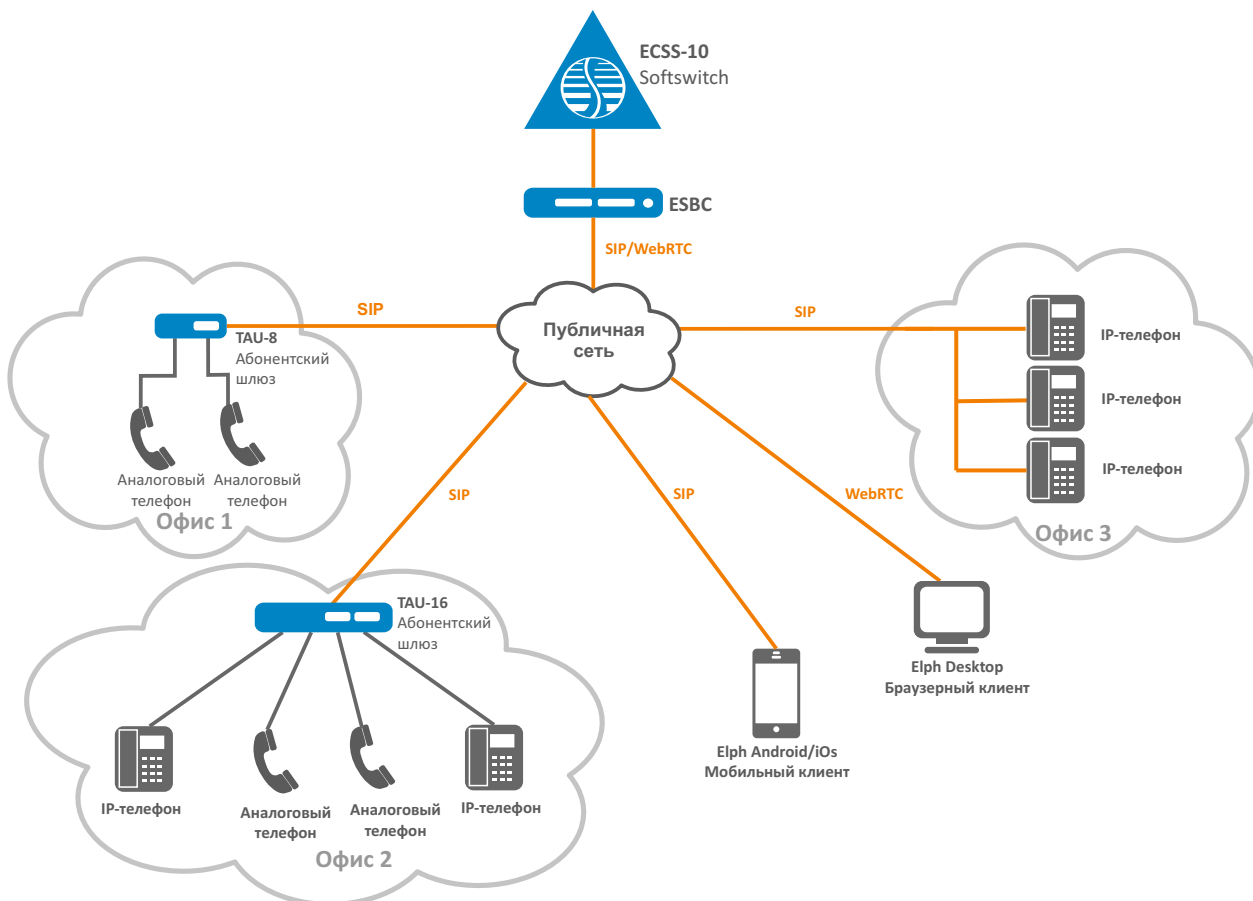 ECSS-10
Softswitch
ESBC
SIP/WebRTC
Публичная
сеть
SIP
TAU-8
Абонентский
шлюз
Аналоговый
телефон
Аналоговый
телефон
Офис 1
SIP
IP-телефон
IP-телефон
IP-телефон
Офис 3
SIP
SIP
WebRTC
TAU-16
Абонентский
шлюз
IP-телефон
Аналоговый
телефон
Аналоговый
телефон
IP-телефон
Офис 2
Elph Android/iOs
Мобильный клиент
Elph Desktop
Браузерный клиент